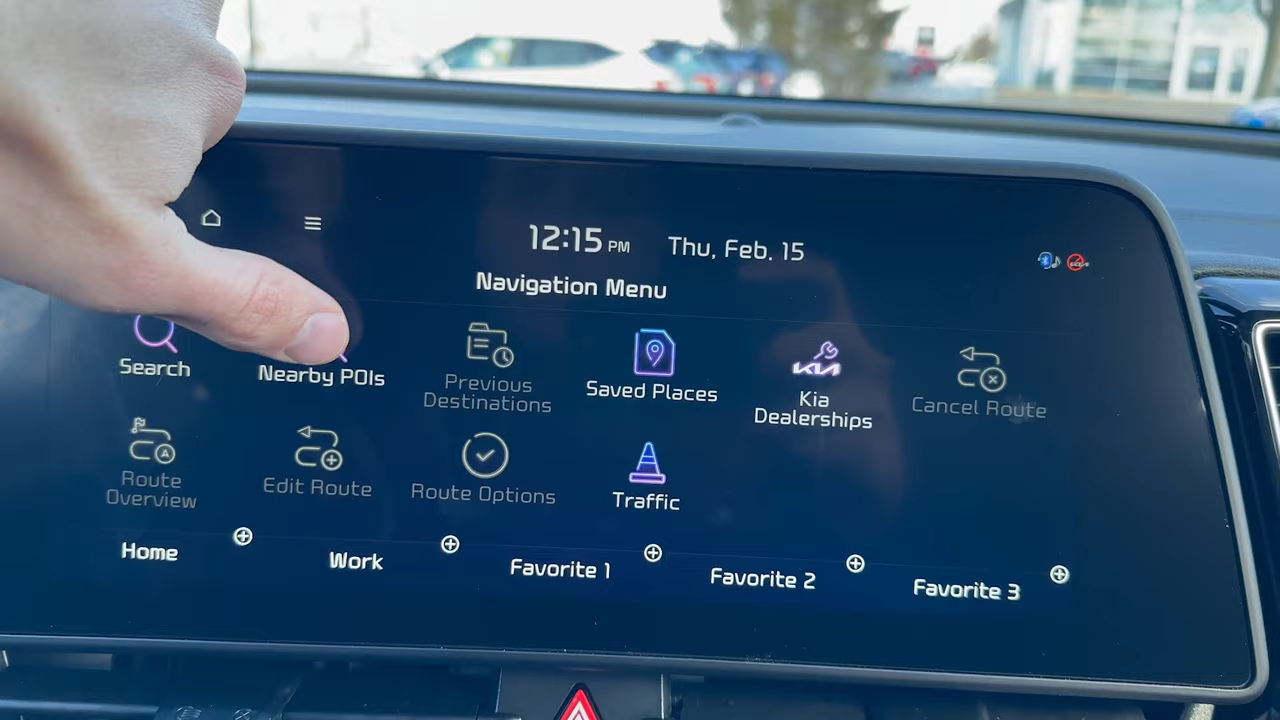 12:15 PM Thu, Feb. 15
Navigation Menu
Search
Nearby POIs
Previous
Destinations
Saved Places
KIA
Kia
Dealerships
Cancel Route
Route
Overview
Edit Route
Route Options
Traffic
Home
Work
Favorite 1
Favorite 2
Favorite 3